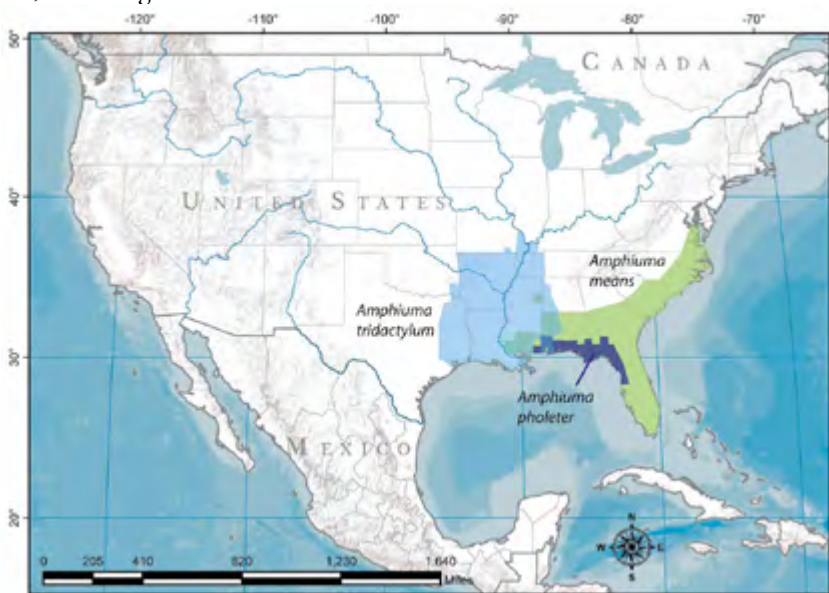 -120°
-110°
-100°
-90°
-80°
-70°
50°
CANADA
40°
UNITED STATES
Amphiuma
means
Amphiuma
tridactylum
30°
Amphiuma
pholeter
MEXICO
20°
N
W
E
S
0 205 410 820 1,230 1,640
Miles